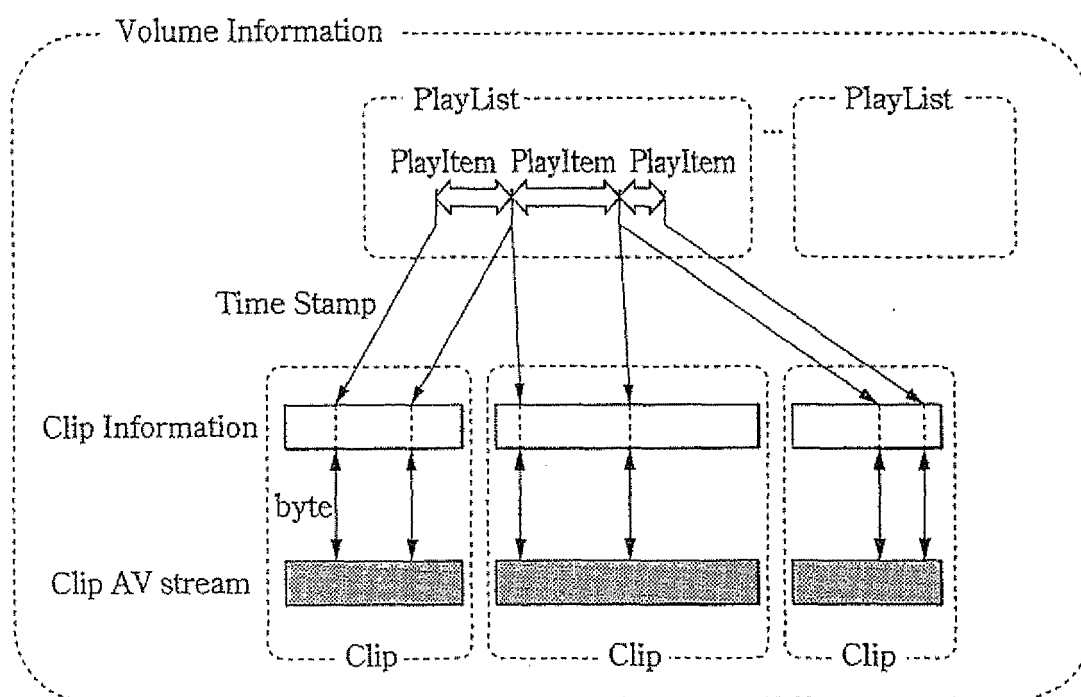 Volume Information
PlayList
PlayList
...
PlayItem PlayItem PlayItem
Time Stamp
Clip Information
byte
Clip AV stream
Clip
Clip
Clip